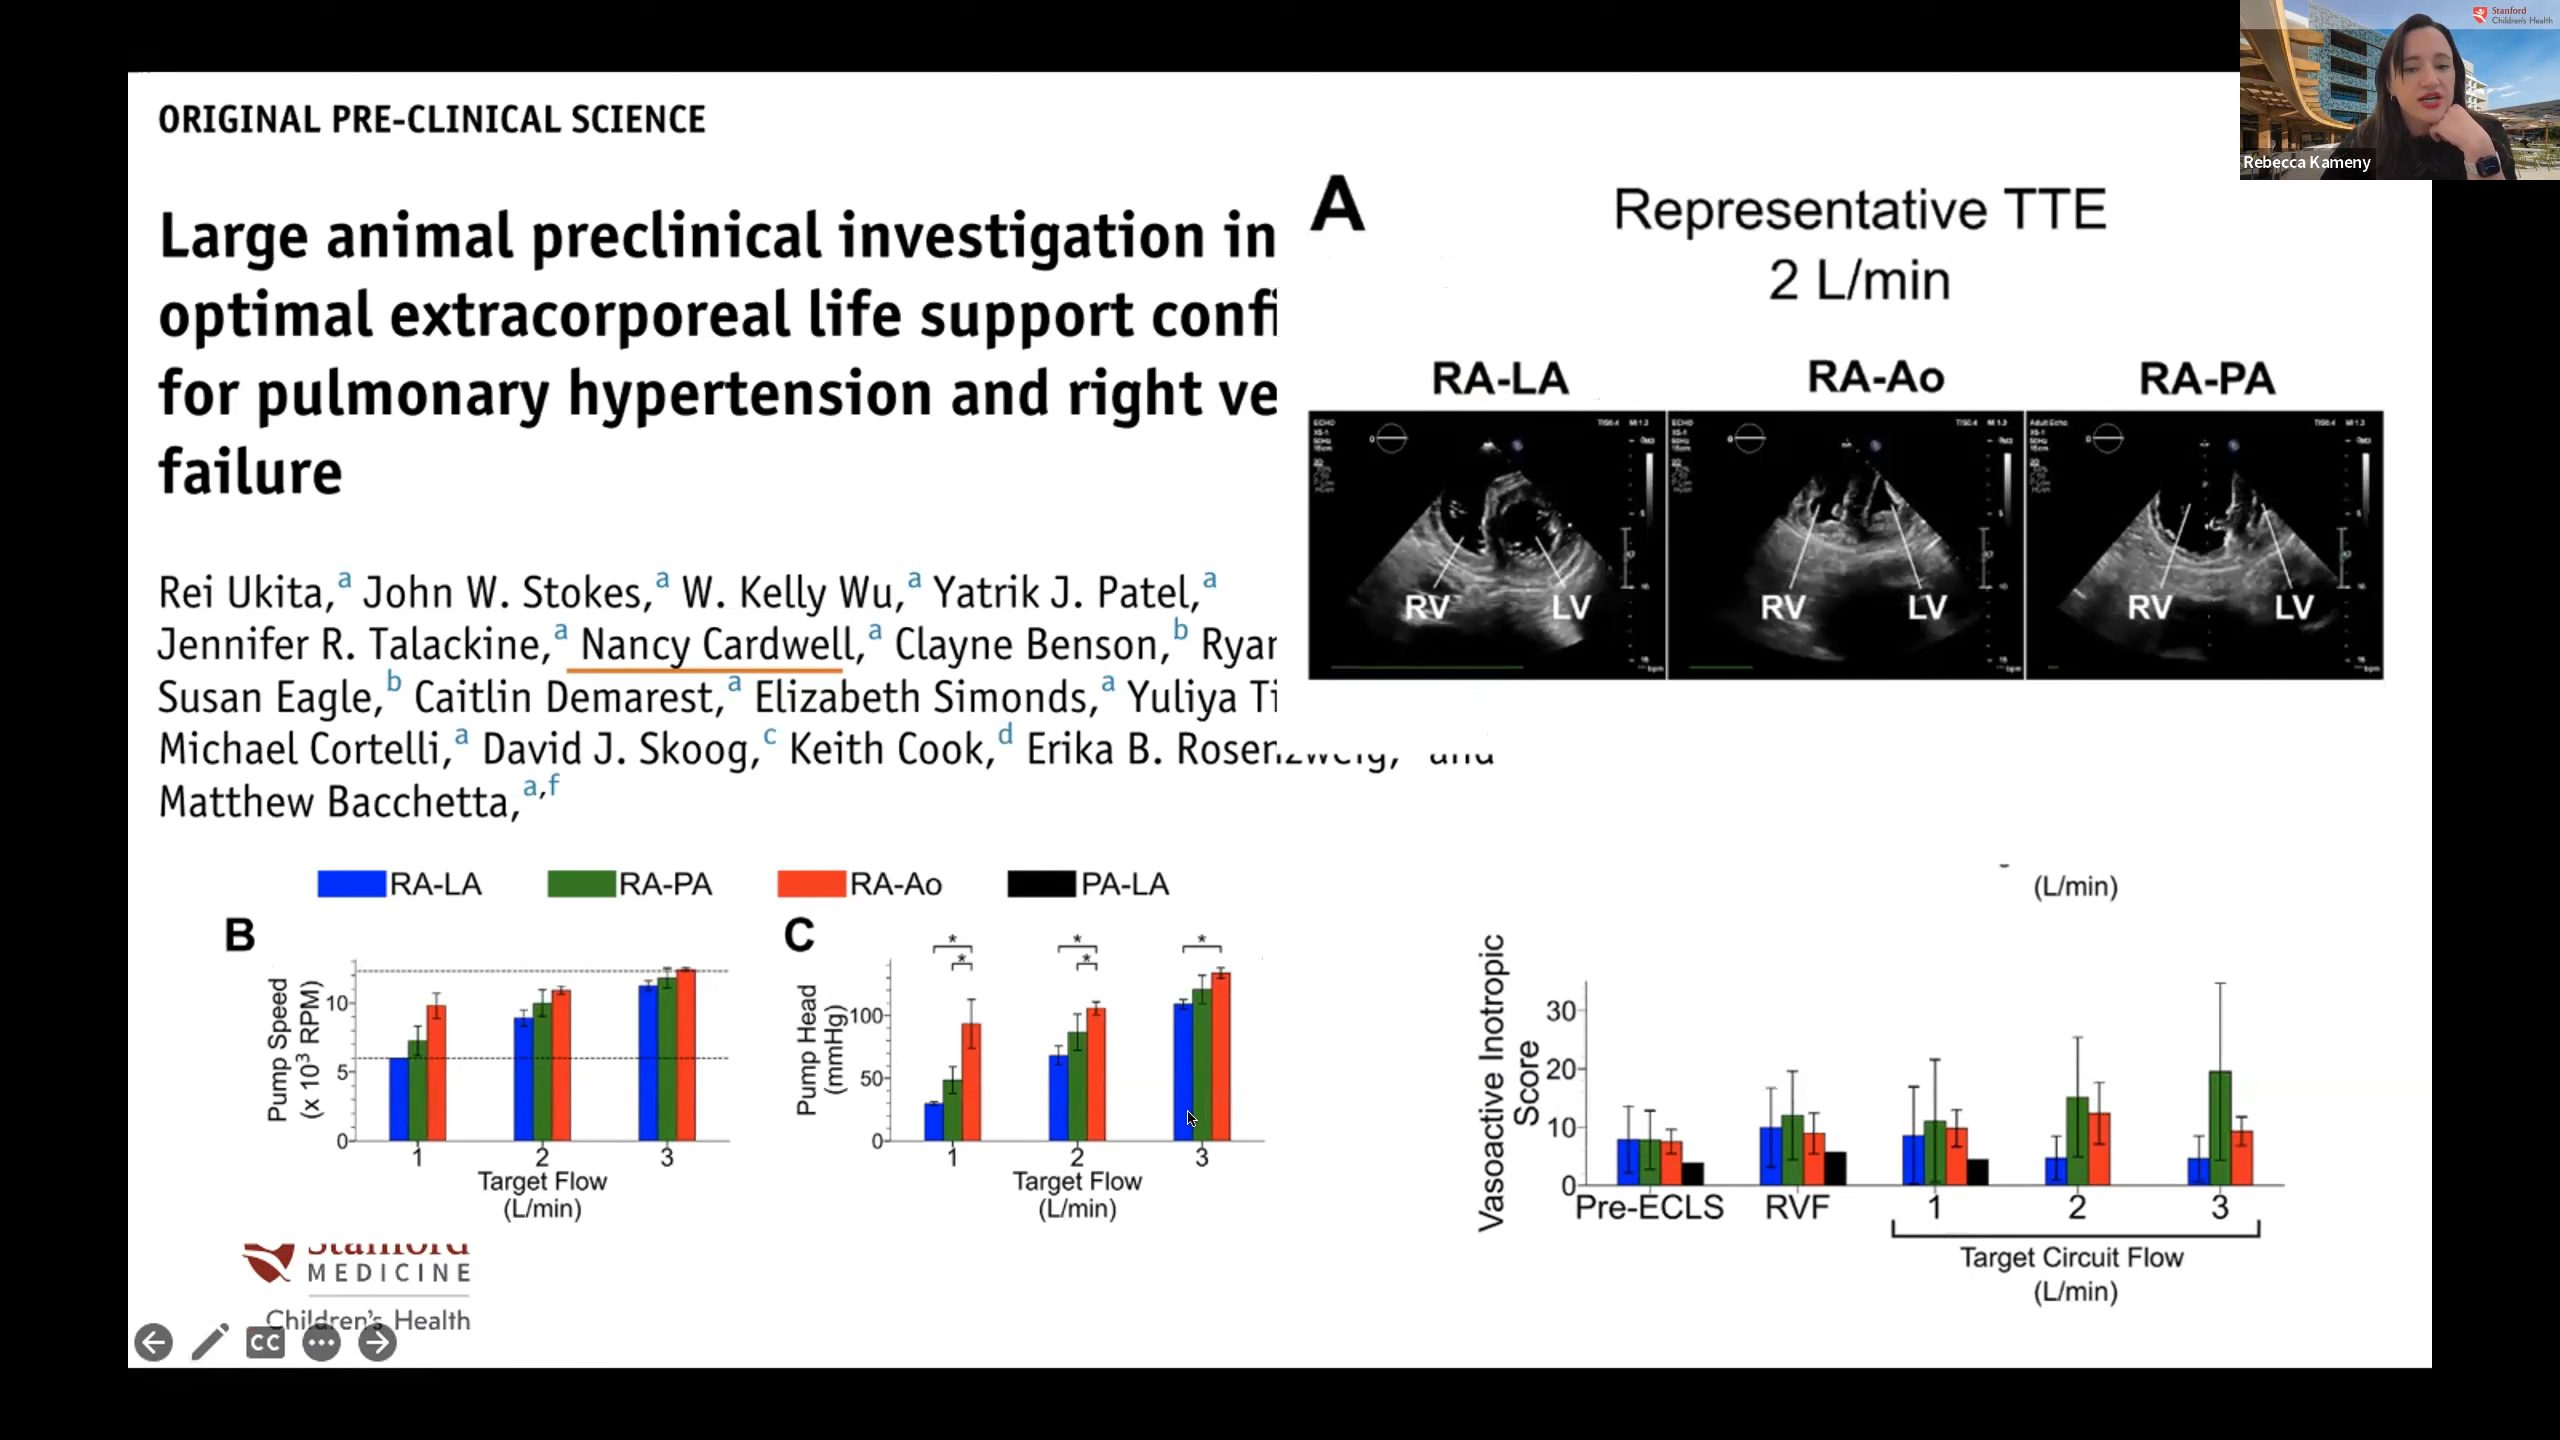 Stanford
Children's Health
Rebecca Kameny
ORIGINAL PRE-CLINICAL SCIENCE
Large animal preclinical investigation in
optimal extracorporeal life support confi
for pulmonary hypertension and right ve
failure
Rei Ukita,a John W. Stokes,a W. Kelly Wu,a Yatrik J. Patel,a
Jennifer R. Talackine,a Nancy Cardwell,a Clayne Benson,b Ryan
Susan Eagle,b Caitlin Demarest,a Elizabeth Simonds,a Yuliya Ti
Michael Cortelli,a David J. Skoog,c Keith Cook,d Erika B. Rosenzweig, and
Matthew Bacchetta,a,f
A
Representative TTE
2 L/min
RA-LA RA-Ao RA-PA
RV LV RV LV RV LV
RA-LA RA-PA RA-Ao PA-LA
B
Pump Speed
(x 10³ RPM)
10
5
0
1 2 3
Target Flow
(L/min)
C
Pump Head
(mmHg)
* * *
* *
100
50
0
1 2 3
Target Flow
(L/min)
(L/min)
Vasoactive Inotropic
Score
30
20
10
0
Pre-ECLS RVF 1 2 3
Target Circuit Flow
(L/min)
Stanford
MEDICINE
Children's Health
CC